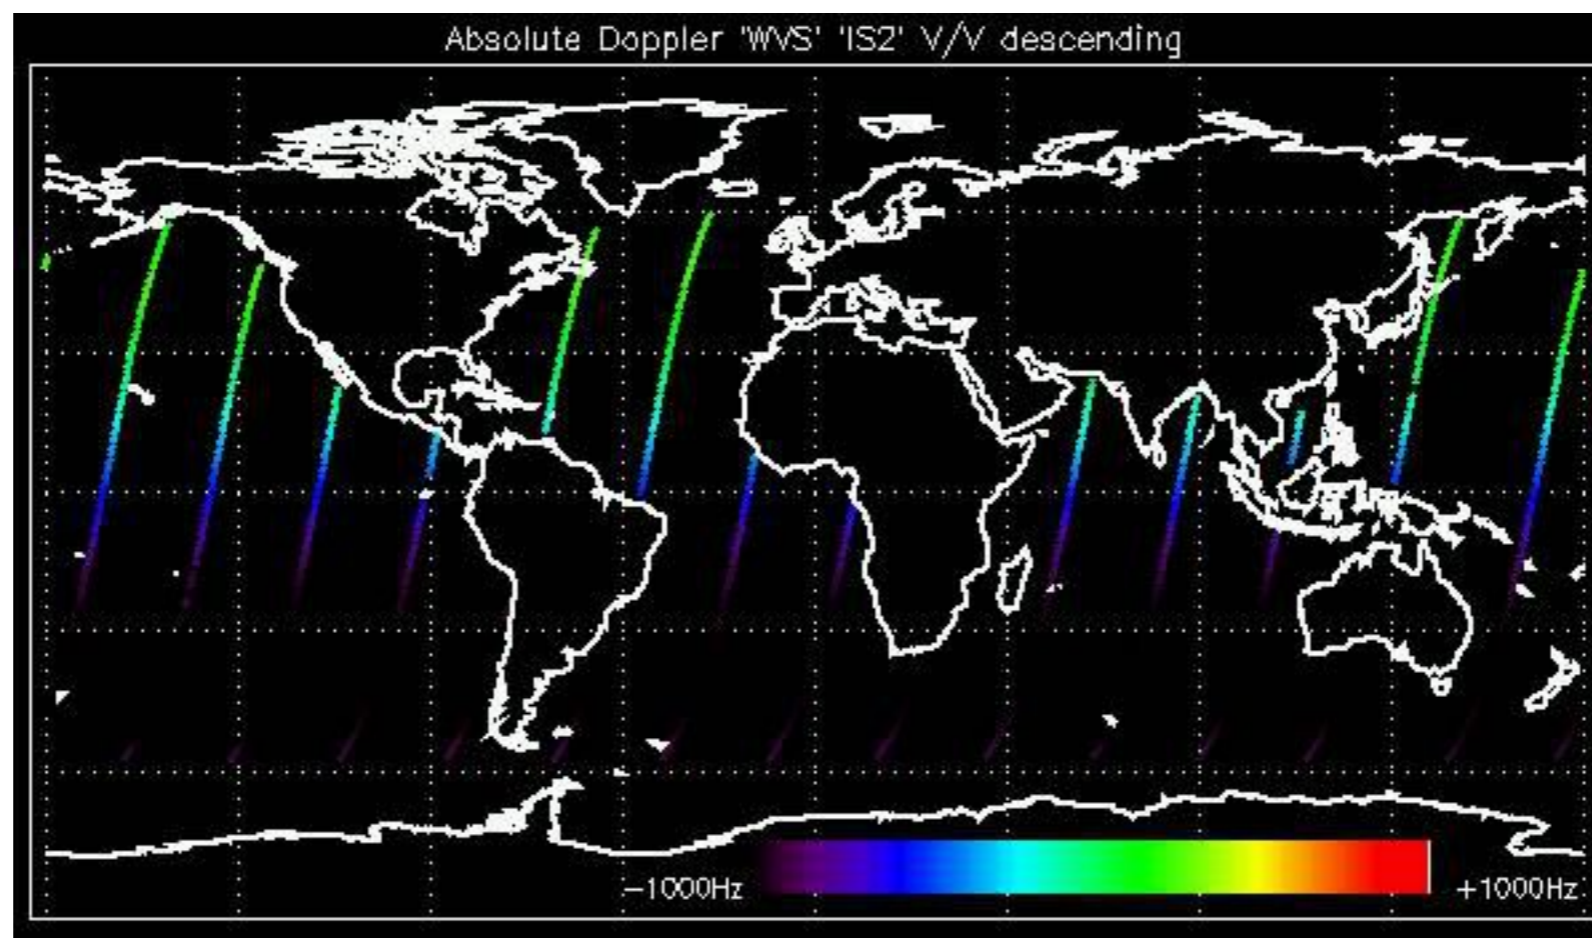 Absolute Doppler 'WVS' 'IS2' V/V descending
−1000Hz +1000Hz